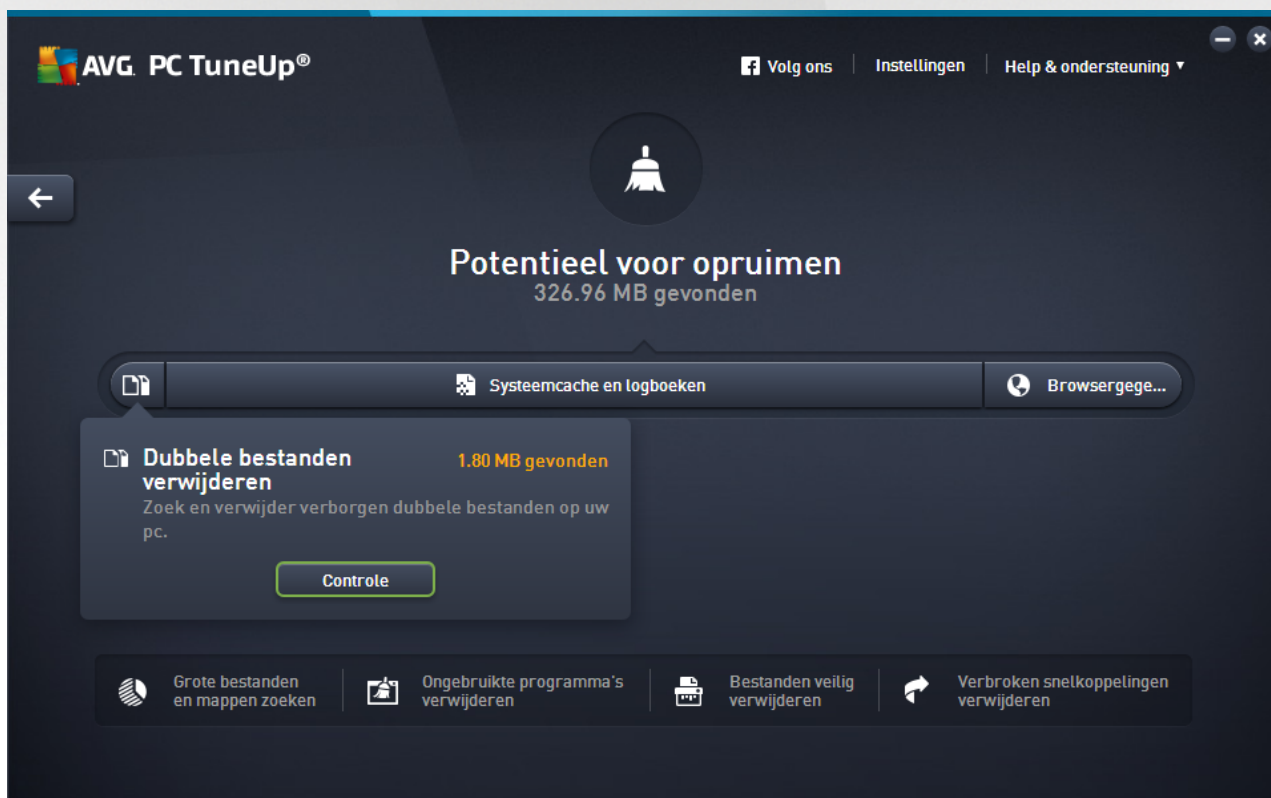 AVG. PC TuneUp®
Volg ons
Instellingen
Help & ondersteuning ▼
Potentieel voor opruimen
326.96 MB gevonden
Systeemcache en logboeken
Browsergege...
Dubbele bestanden
verwijderen
1.80 MB gevonden
Zoek en verwijder verborgen dubbele bestanden op uw
pc.
Controle
Grote bestanden
en mappen zoeken
Ongebruikte programma's
verwijderen
Bestanden veilig
verwijderen
Verbroken snelkoppelingen
verwijderen